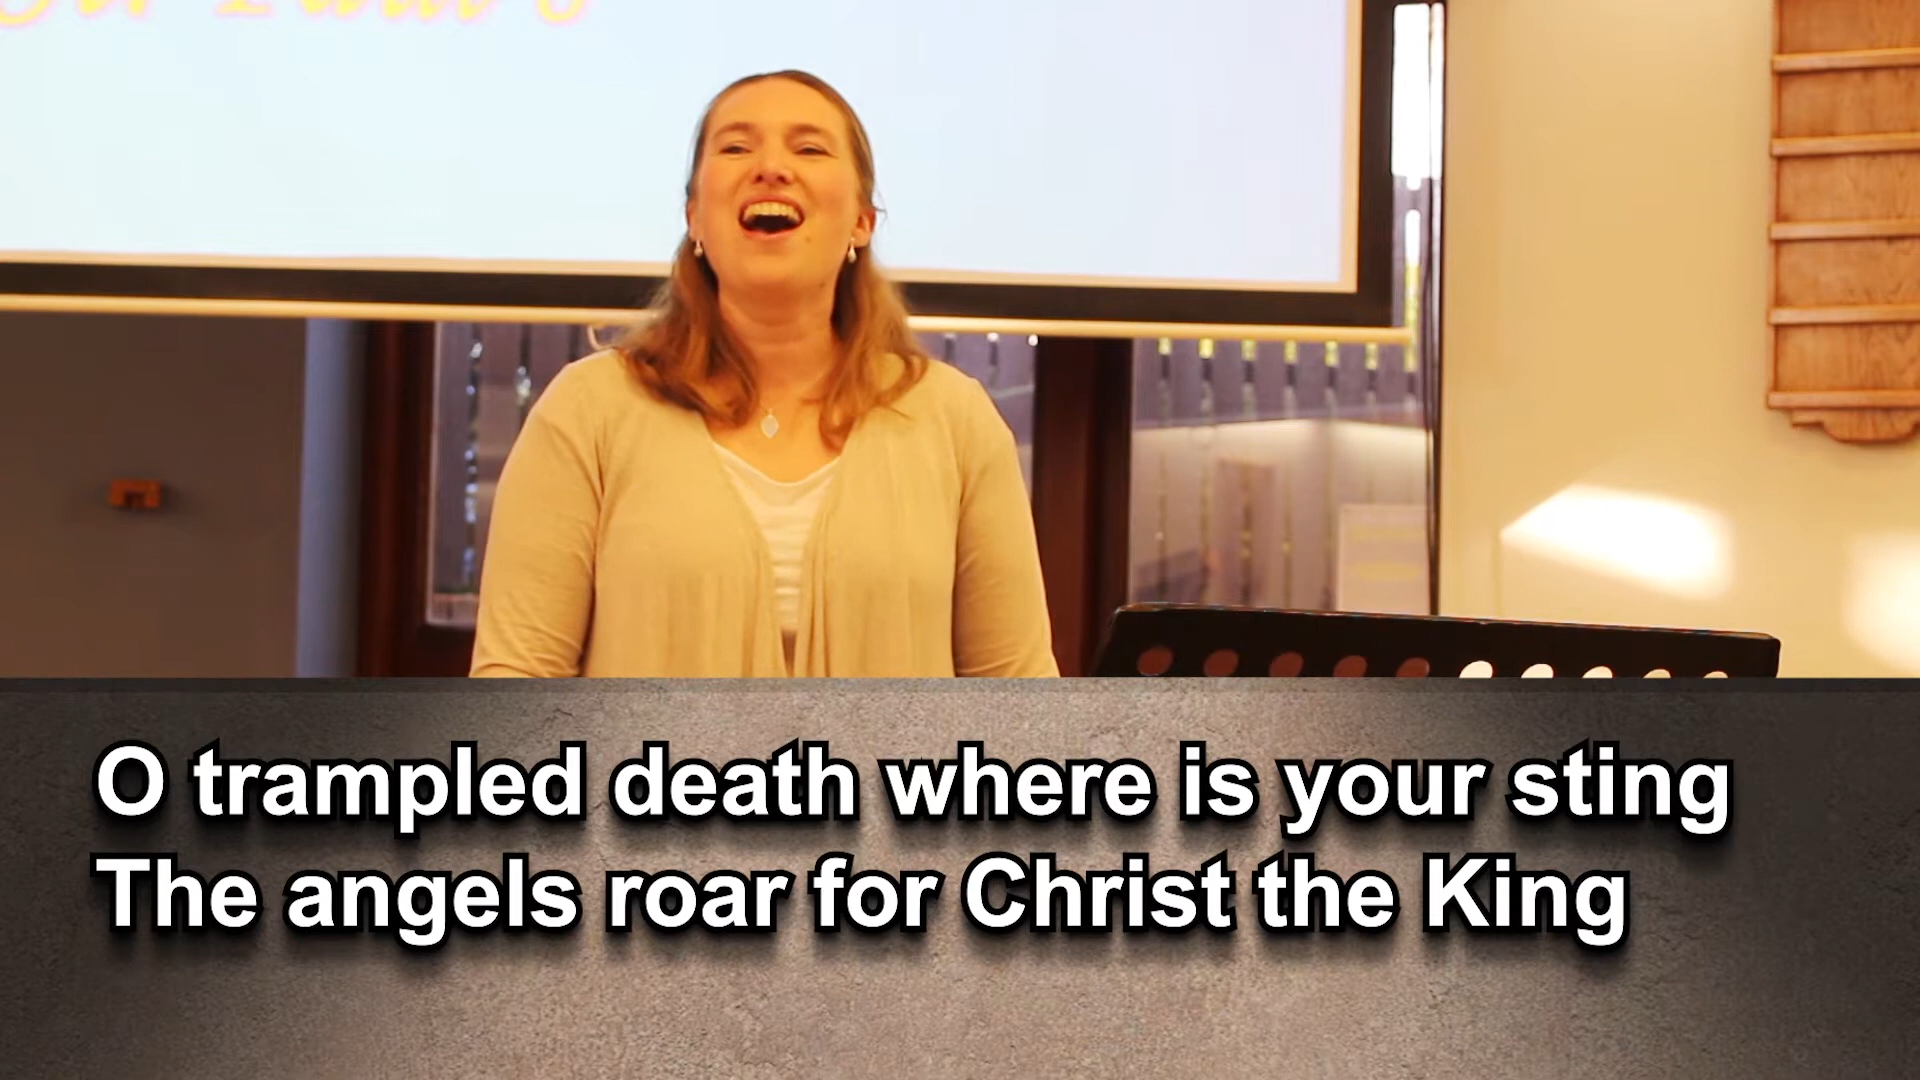 O trampled death where is your sting
The angels roar for Christ the King